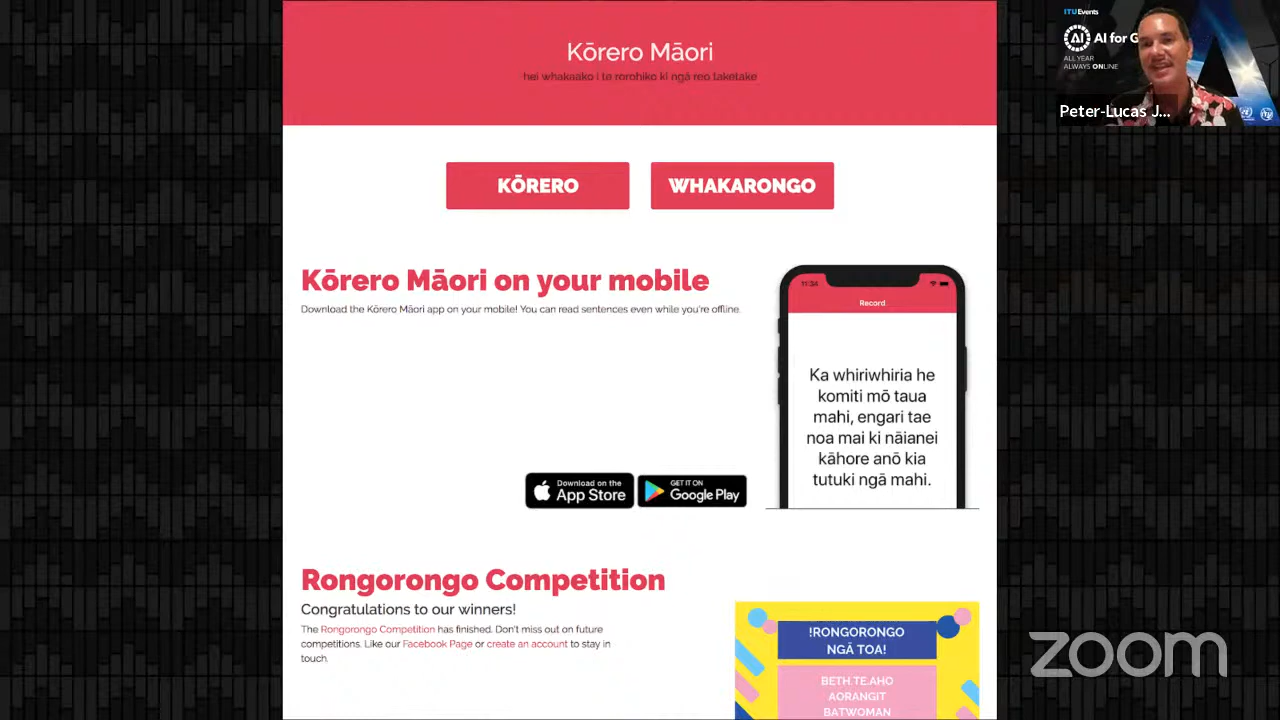 Kōrero Māori
hei whakaako i te rorohiko ki ngā reo taketake
KŌRERO
WHAKARONGO
Kōrero Māori on your mobile
Download the Kōrero Māori app on your mobile! You can read sentences even while you're offline.
11:34
Record
Ka whiriwhiria he
komiti mō taua
mahi, engari tae
noa mai ki nāianei
kāhore anō kia
tutuki ngā mahi.
Download on the
App Store
GET IT ON
Google Play
Rongorongo Competition
Congratulations to our winners!
The Rongorongo Competition has finished. Don't miss out on future
competitions. Like our Facebook Page or create an account to stay in
touch.
!RONGORONGO
NGĀ TOA!
BETH.TE.AHO
AORANGIT
BATWOMAN
ITUEvents
AI
AI for G
ALL YEAR
ALWAYS ONLINE
Peter-Lucas J...
zoom